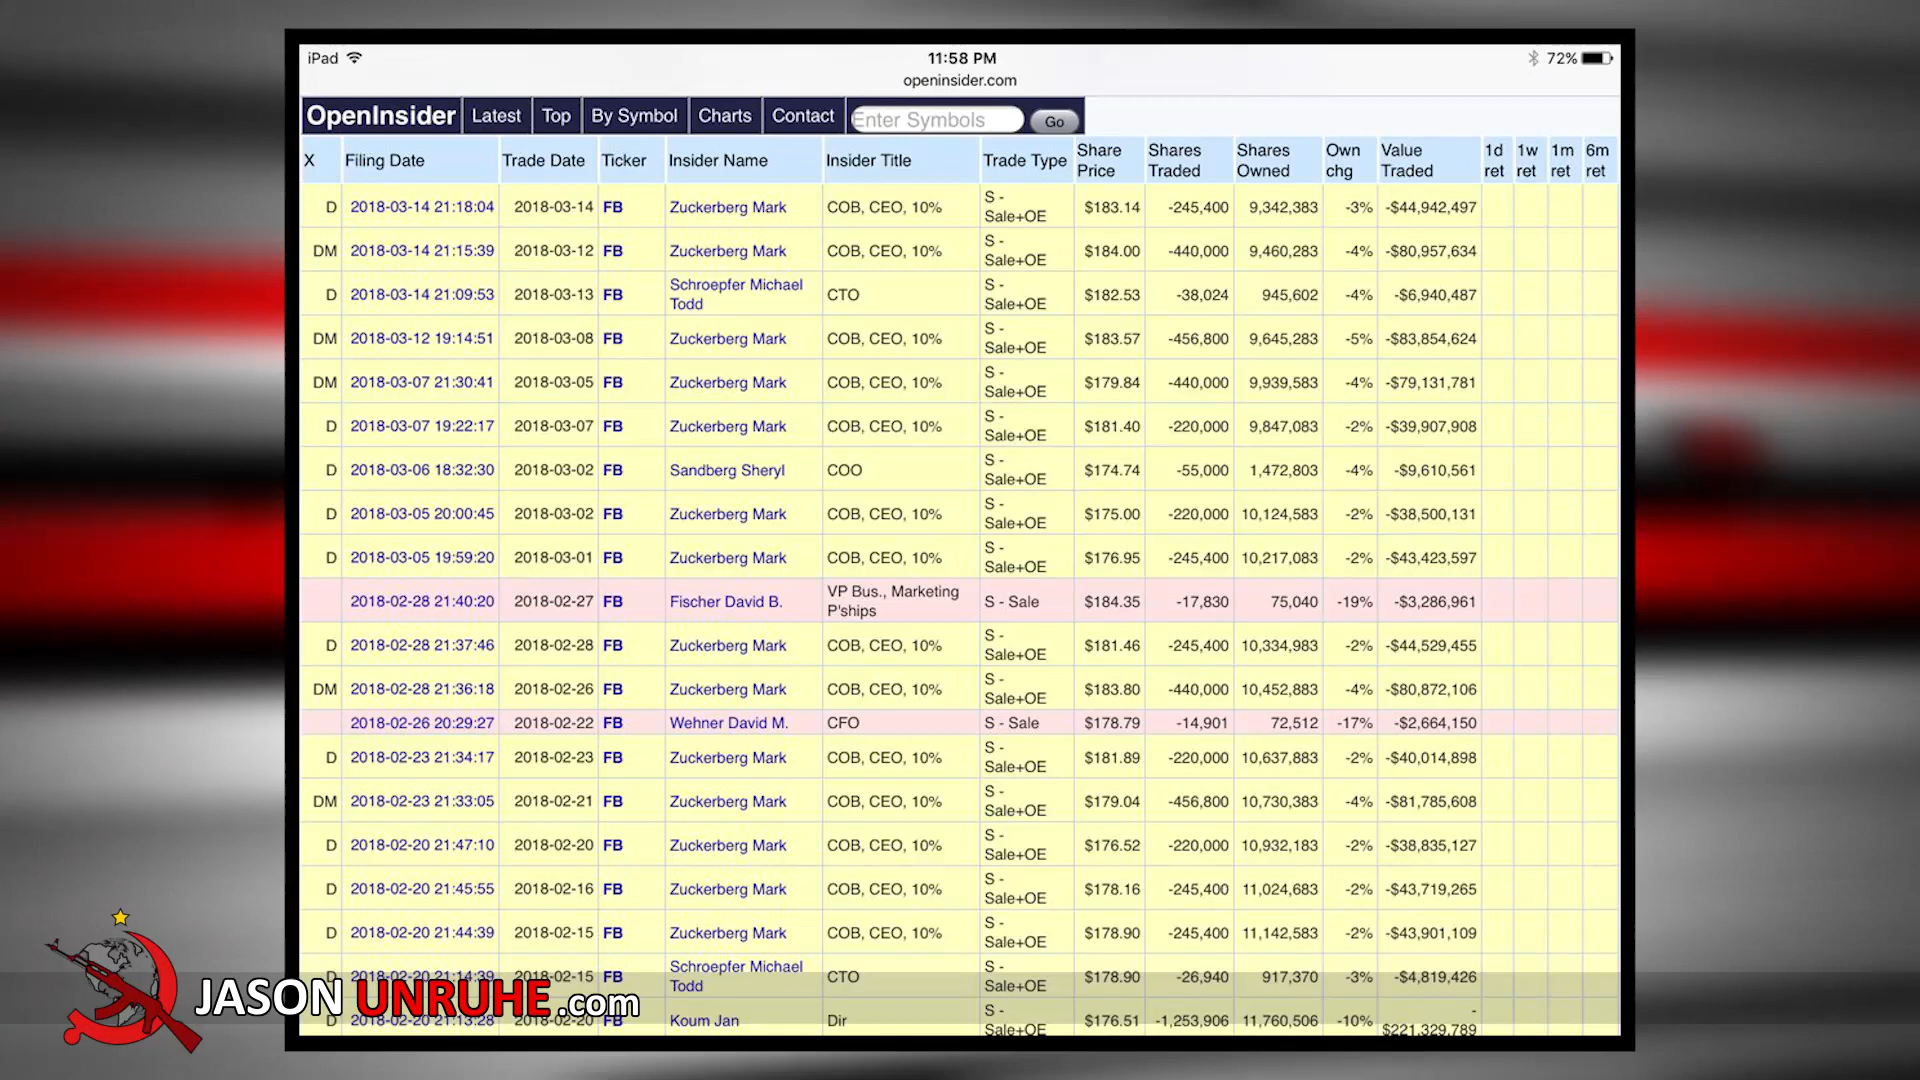 iPad 11:58 PM 72%
openinsider.com
OpenInsider Latest Top By Symbol Charts Contact Enter Symbols Go
X Filing Date Trade Date Ticker Insider Name Insider Title Trade Type Share Price Shares Traded Shares Owned Own chg Value Traded 1d ret 1w ret 1m ret 6m ret
D 2018-03-14 21:18:04 2018-03-14 FB Zuckerberg Mark COB, CEO, 10% S - Sale+OE $183.14 -245,400 9,342,383 -3% -$44,942,497
DM 2018-03-14 21:15:39 2018-03-12 FB Zuckerberg Mark COB, CEO, 10% S - Sale+OE $184.00 -440,000 9,460,283 -4% -$80,957,634
D 2018-03-14 21:09:53 2018-03-13 FB Schroepfer Michael Todd CTO S - Sale+OE $182.53 -38,024 945,602 -4% -$6,940,487
DM 2018-03-12 19:14:51 2018-03-08 FB Zuckerberg Mark COB, CEO, 10% S - Sale+OE $183.57 -456,800 9,645,283 -5% -$83,854,624
DM 2018-03-07 21:30:41 2018-03-05 FB Zuckerberg Mark COB, CEO, 10% S - Sale+OE $179.84 -440,000 9,939,583 -4% -$79,131,781
D 2018-03-07 19:22:17 2018-03-07 FB Zuckerberg Mark COB, CEO, 10% S - Sale+OE $181.40 -220,000 9,847,083 -2% -$39,907,908
D 2018-03-06 18:32:30 2018-03-02 FB Sandberg Sheryl COO S - Sale+OE $174.74 -55,000 1,472,803 -4% -$9,610,561
D 2018-03-05 20:00:45 2018-03-02 FB Zuckerberg Mark COB, CEO, 10% S - Sale+OE $175.00 -220,000 10,124,583 -2% -$38,500,131
D 2018-03-05 19:59:20 2018-03-01 FB Zuckerberg Mark COB, CEO, 10% S - Sale+OE $176.95 -245,400 10,217,083 -2% -$43,423,597
2018-02-28 21:40:20 2018-02-27 FB Fischer David B. VP Bus., Marketing P'ships S - Sale $184.35 -17,830 75,040 -19% -$3,286,961
D 2018-02-28 21:37:46 2018-02-28 FB Zuckerberg Mark COB, CEO, 10% S - Sale+OE $181.46 -245,400 10,334,983 -2% -$44,529,455
DM 2018-02-28 21:36:18 2018-02-26 FB Zuckerberg Mark COB, CEO, 10% S - Sale+OE $183.80 -440,000 10,452,883 -4% -$80,872,106
2018-02-26 20:29:27 2018-02-22 FB Wehner David M. CFO S - Sale $178.79 -14,901 72,512 -17% -$2,664,150
D 2018-02-23 21:34:17 2018-02-23 FB Zuckerberg Mark COB, CEO, 10% S - Sale+OE $181.89 -220,000 10,637,883 -2% -$40,014,898
DM 2018-02-23 21:33:05 2018-02-21 FB Zuckerberg Mark COB, CEO, 10% S - Sale+OE $179.04 -456,800 10,730,383 -4% -$81,785,608
D 2018-02-20 21:47:10 2018-02-20 FB Zuckerberg Mark COB, CEO, 10% S - Sale+OE $176.52 -220,000 10,932,183 -2% -$38,835,127
D 2018-02-20 21:45:55 2018-02-16 FB Zuckerberg Mark COB, CEO, 10% S - Sale+OE $178.16 -245,400 11,024,683 -2% -$43,719,265
D 2018-02-20 21:44:39 2018-02-15 FB Zuckerberg Mark COB, CEO, 10% S - Sale+OE $178.90 -245,400 11,142,583 -2% -$43,901,109
D 2018-02-20 21:14:39 2018-02-15 FB Schroepfer Michael Todd CTO S - Sale+OE $178.90 -26,940 917,370 -3% -$4,819,426
D 2018-02-20 21:13:28 2018-02-20 FB Koum Jan Dir S - Sale+OE $176.51 -1,253,906 11,760,506 -10% -$221,329,789
JASON UNRUHE.com